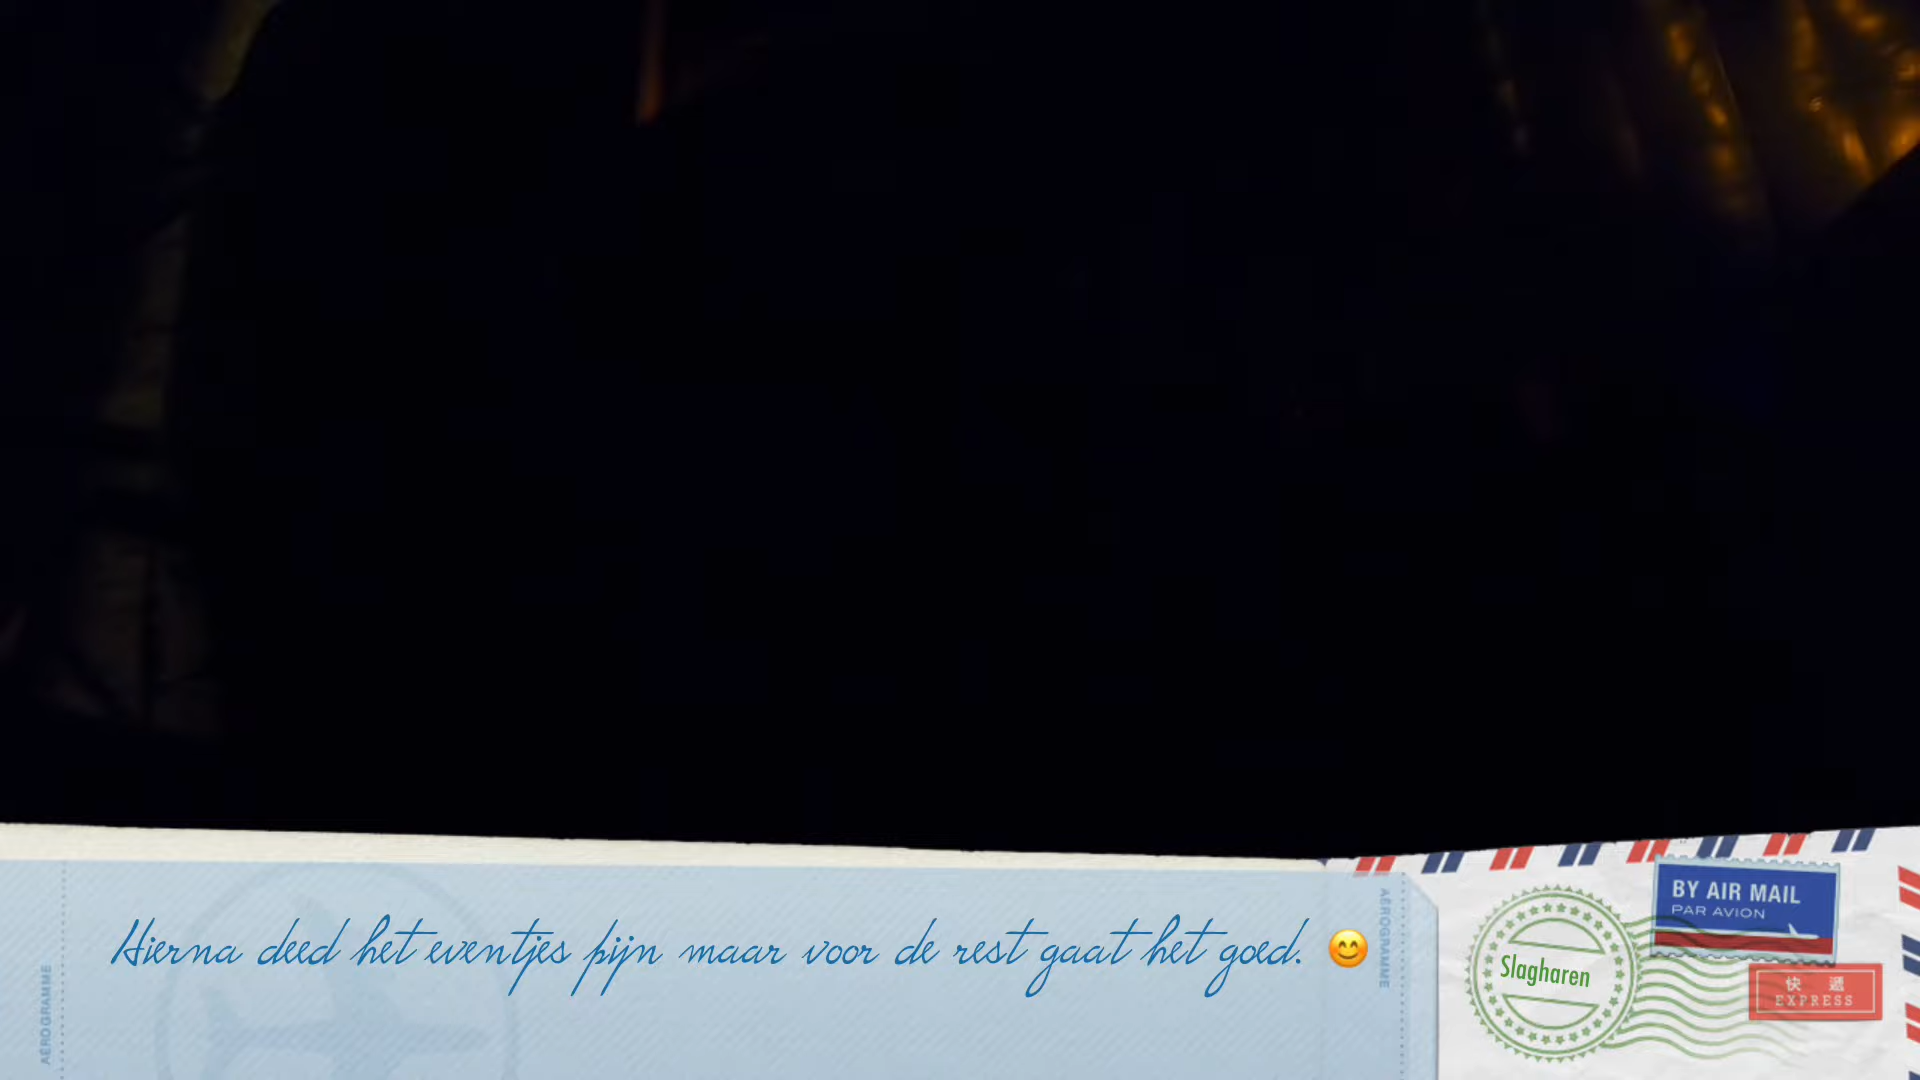 Hierna deed het eventjes pijn maar voor de rest gaat het goed. 😊
AÉROGRAMME
AÉROGRAMME
Slagharen
BY AIR MAIL
PAR AVION
快 遞
EXPRESS